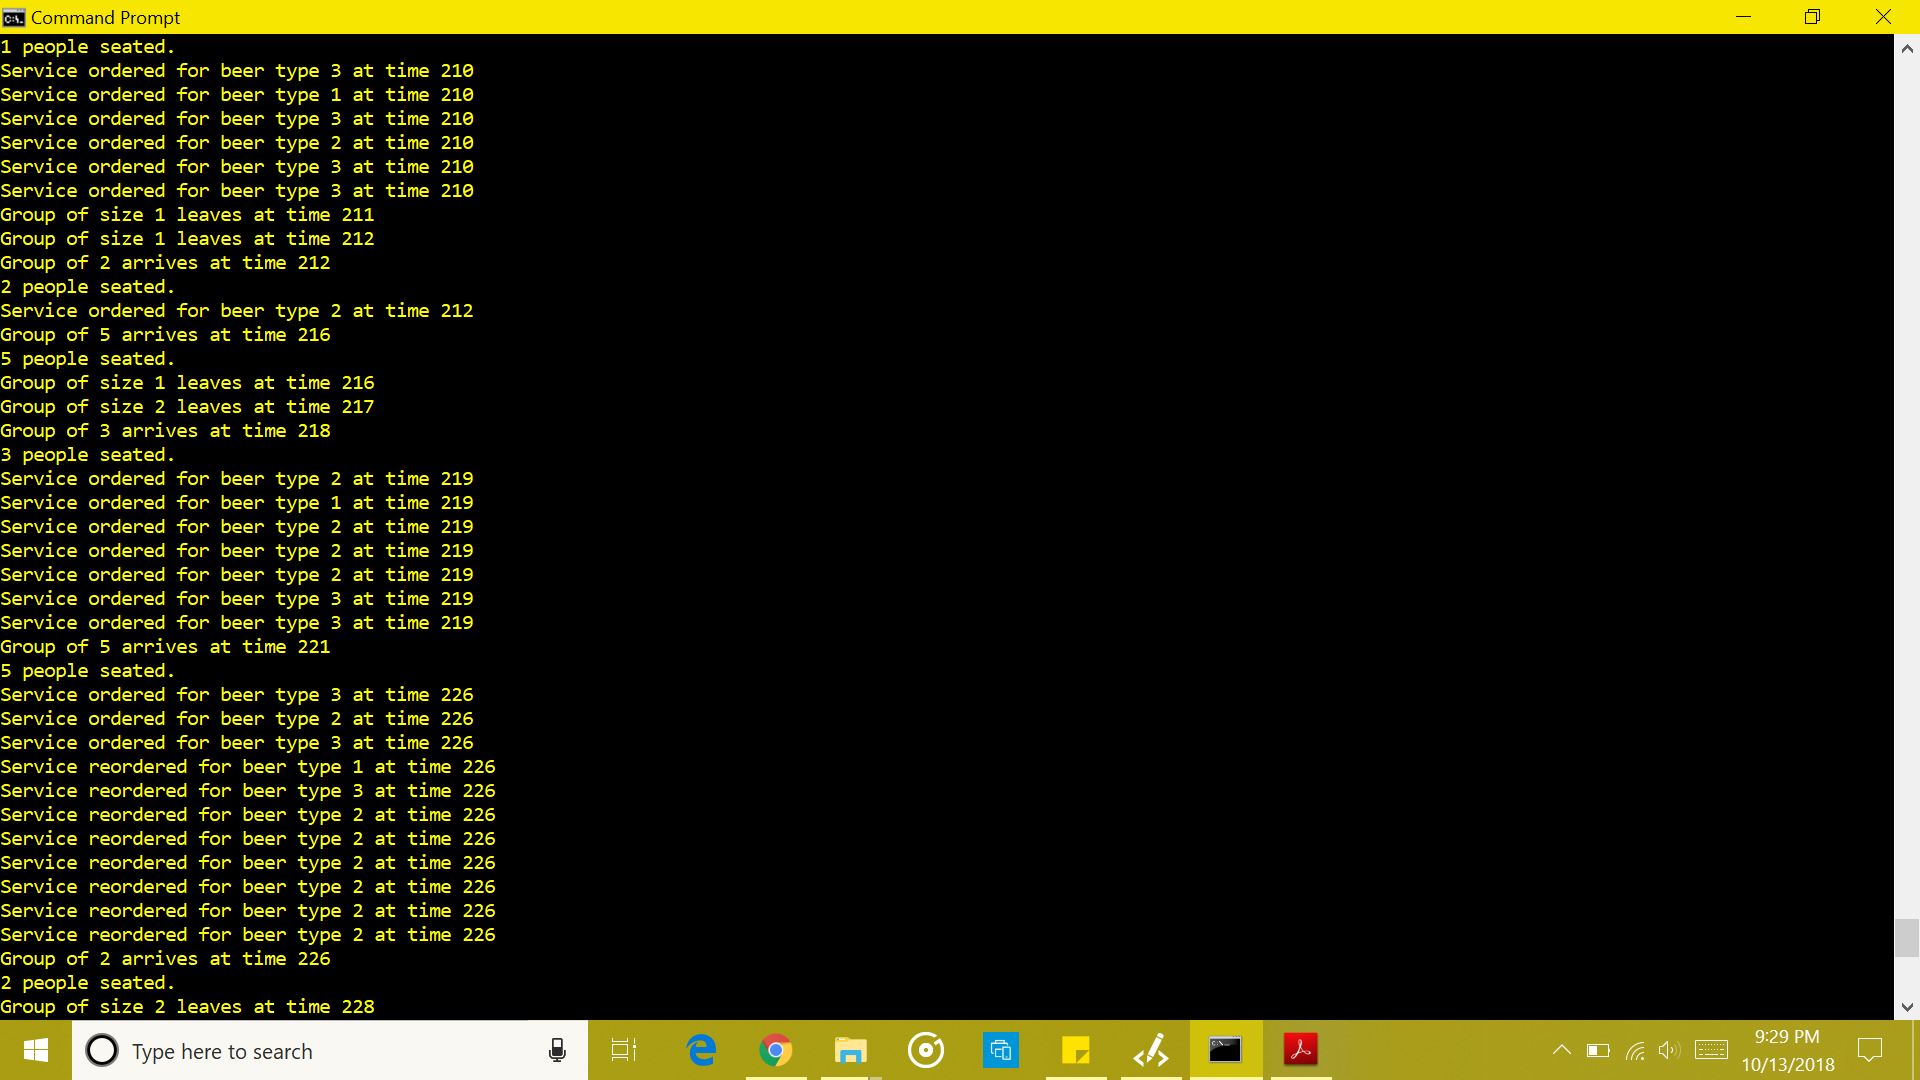 Command Prompt
1 people seated.
Service ordered for beer type 3 at time 210
Service ordered for beer type 1 at time 210
Service ordered for beer type 3 at time 210
Service ordered for beer type 2 at time 210
Service ordered for beer type 3 at time 210
Service ordered for beer type 3 at time 210
Group of size 1 leaves at time 211
Group of size 1 leaves at time 212
Group of 2 arrives at time 212
2 people seated.
Service ordered for beer type 2 at time 212
Group of 5 arrives at time 216
5 people seated.
Group of size 1 leaves at time 216
Group of size 2 leaves at time 217
Group of 3 arrives at time 218
3 people seated.
Service ordered for beer type 2 at time 219
Service ordered for beer type 1 at time 219
Service ordered for beer type 2 at time 219
Service ordered for beer type 2 at time 219
Service ordered for beer type 2 at time 219
Service ordered for beer type 3 at time 219
Service ordered for beer type 3 at time 219
Group of 5 arrives at time 221
5 people seated.
Service ordered for beer type 3 at time 226
Service ordered for beer type 2 at time 226
Service ordered for beer type 3 at time 226
Service reordered for beer type 1 at time 226
Service reordered for beer type 3 at time 226
Service reordered for beer type 2 at time 226
Service reordered for beer type 2 at time 226
Service reordered for beer type 2 at time 226
Service reordered for beer type 2 at time 226
Service reordered for beer type 2 at time 226
Service reordered for beer type 2 at time 226
Group of 2 arrives at time 226
2 people seated.
Group of size 2 leaves at time 228
Type here to search
9:29 PM
10/13/2018